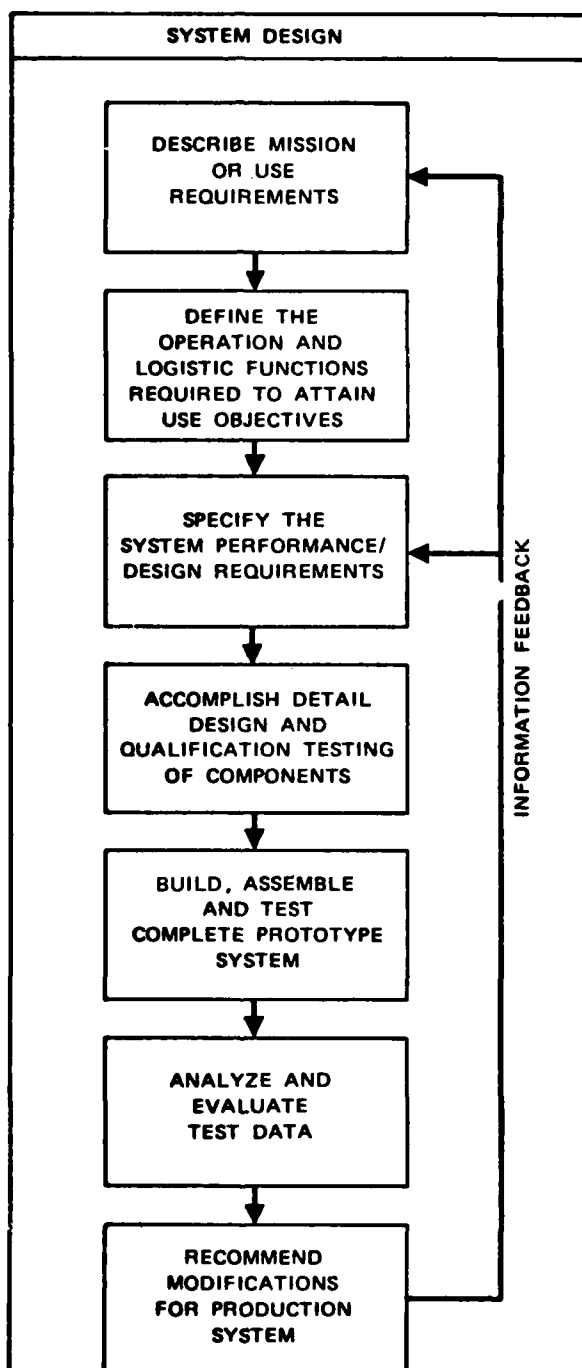 SYSTEM DESIGN
DESCRIBE MISSION
OR USE
REQUIREMENTS
DEFINE THE
OPERATION AND
LOGISTIC FUNCTIONS
REQUIRED TO ATTAIN
USE OBJECTIVES
SPECIFY THE
SYSTEM PERFORMANCE/
DESIGN REQUIREMENTS
ACCOMPLISH DETAIL
DESIGN AND
QUALIFICATION TESTING
OF COMPONENTS
BUILD, ASSEMBLE
AND TEST
COMPLETE PROTOTYPE
SYSTEM
ANALYZE AND
EVALUATE
TEST DATA
RECOMMEND
MODIFICATIONS
FOR PRODUCTION
SYSTEM
INFORMATION FEEDBACK